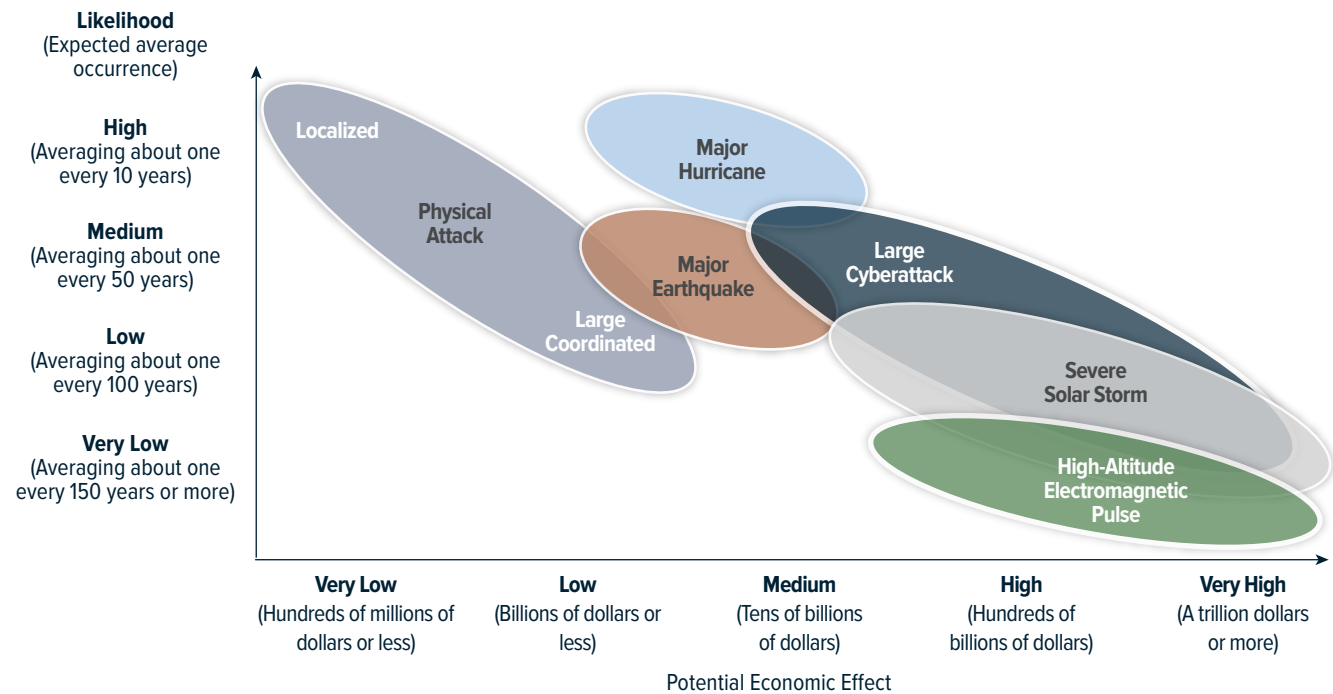 Likelihood
(Expected average
occurrence)
High
(Averaging about one
every 10 years)
Medium
(Averaging about one
every 50 years)
Low
(Averaging about one
every 100 years)
Very Low
(Averaging about one
every 150 years or more)
Localized
Physical
Attack
Large
Coordinated
Major
Hurricane
Major
Earthquake
Large
Cyberattack
Severe
Solar Storm
High-Altitude
Electromagnetic
Pulse
Very Low
(Hundreds of millions of
dollars or less)
Low
(Billions of dollars or
less)
Medium
(Tens of billions
of dollars)
High
(Hundreds of
billions of dollars)
Very High
(A trillion dollars
or more)
Potential Economic Effect